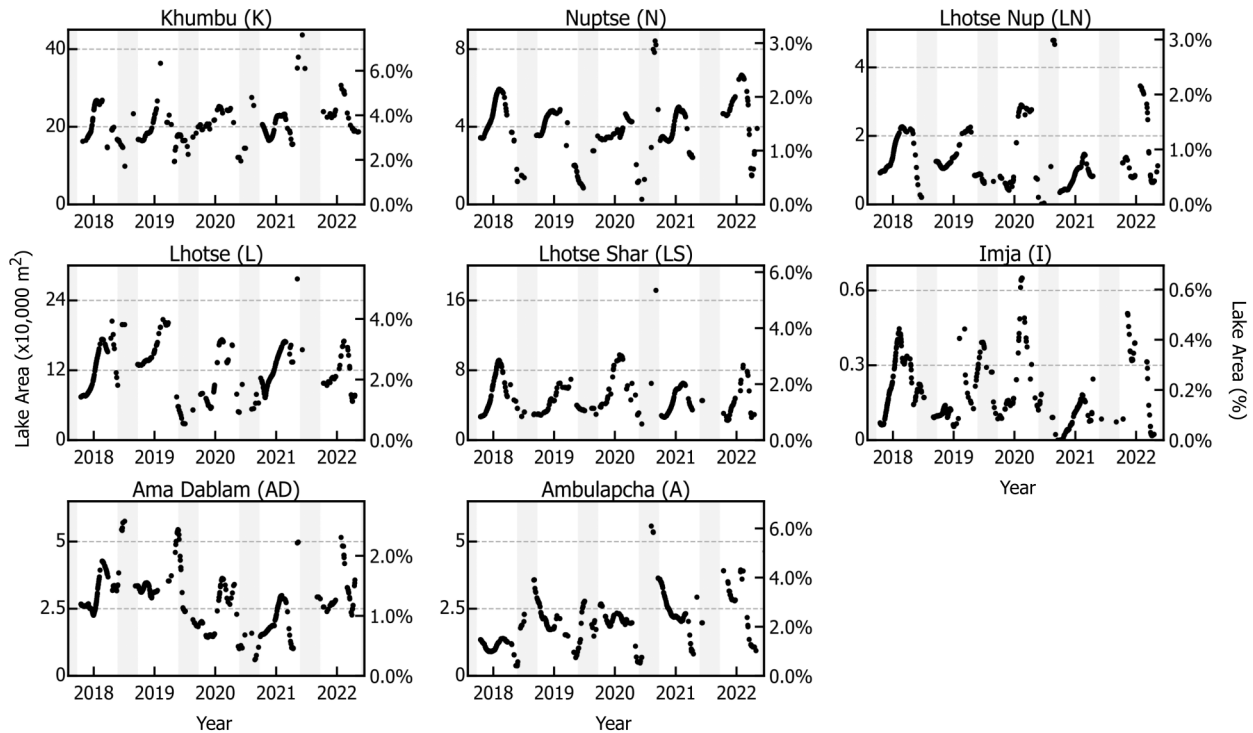 Khumbu (K)
40
20
0
6.0%
4.0%
2.0%
0.0%
2018 2019 2020 2021 2022
Nuptse (N)
8
4
0
3.0%
2.0%
1.0%
0.0%
2018 2019 2020 2021 2022
Lhotse Nup (LN)
4
2
0
3.0%
2.0%
1.0%
0.0%
2018 2019 2020 2021 2022
Lake Area (x10,000 m²)
Lhotse (L)
24
12
0
4.0%
2.0%
0.0%
2018 2019 2020 2021 2022
Lhotse Shar (LS)
16
8
0
6.0%
4.0%
2.0%
0.0%
2018 2019 2020 2021 2022
Imja (I)
0.6
0.3
0
0.6%
0.4%
0.2%
0.0%
2018 2019 2020 2021 2022
Year
Lake Area (%)
Ama Dablam (AD)
5
2.5
0
2.0%
1.0%
0.0%
2018 2019 2020 2021 2022
Year
Ambulapcha (A)
5
2.5
0
6.0%
4.0%
2.0%
0.0%
2018 2019 2020 2021 2022
Year